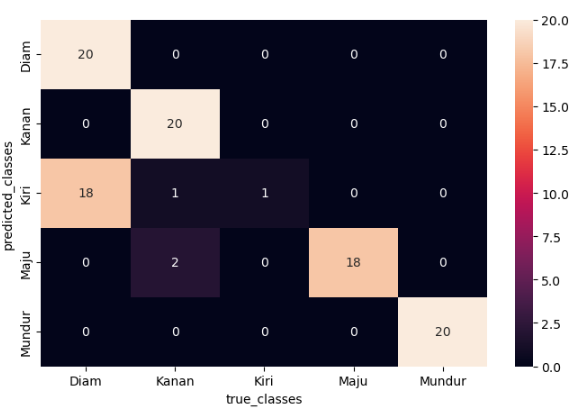 20 0 0 0 0
0 20 0 0 0
18 1 1 0 0
0 2 0 18 0
0 0 0 0 20
Diam
Kanan
Kiri
Maju
Mundur
predicted_classes
Diam Kanan Kiri Maju Mundur
true_classes
20.0
17.5
15.0
12.5
10.0
7.5
5.0
2.5
0.0